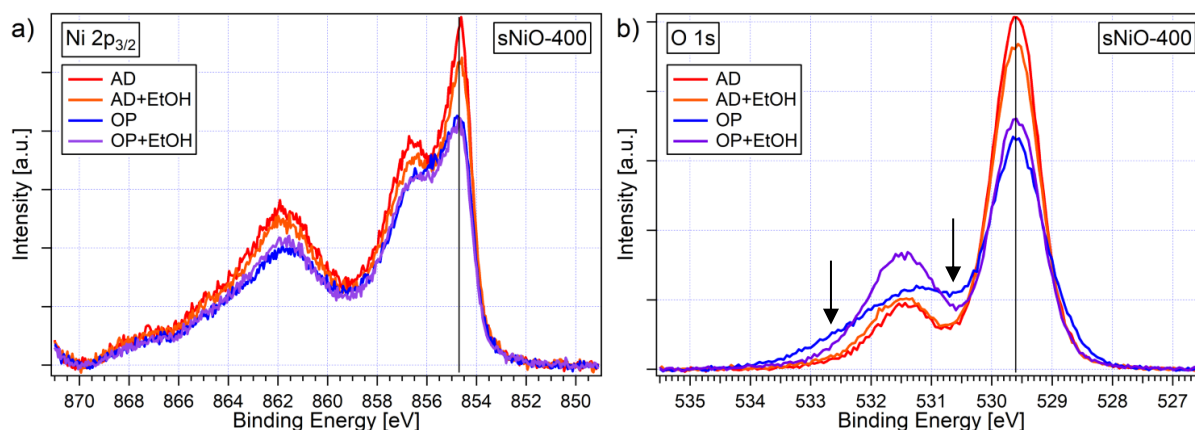 a) Ni 2p3/2 sNiO-400
AD
AD+EtOH
OP
OP+EtOH
Intensity [a.u.]
870 868 866 864 862 860 858 856 854 852 850
Binding Energy [eV]
b) O 1s sNiO-400
AD
AD+EtOH
OP
OP+EtOH
Intensity [a.u.]
535 534 533 532 531 530 529 528 527
Binding Energy [eV]